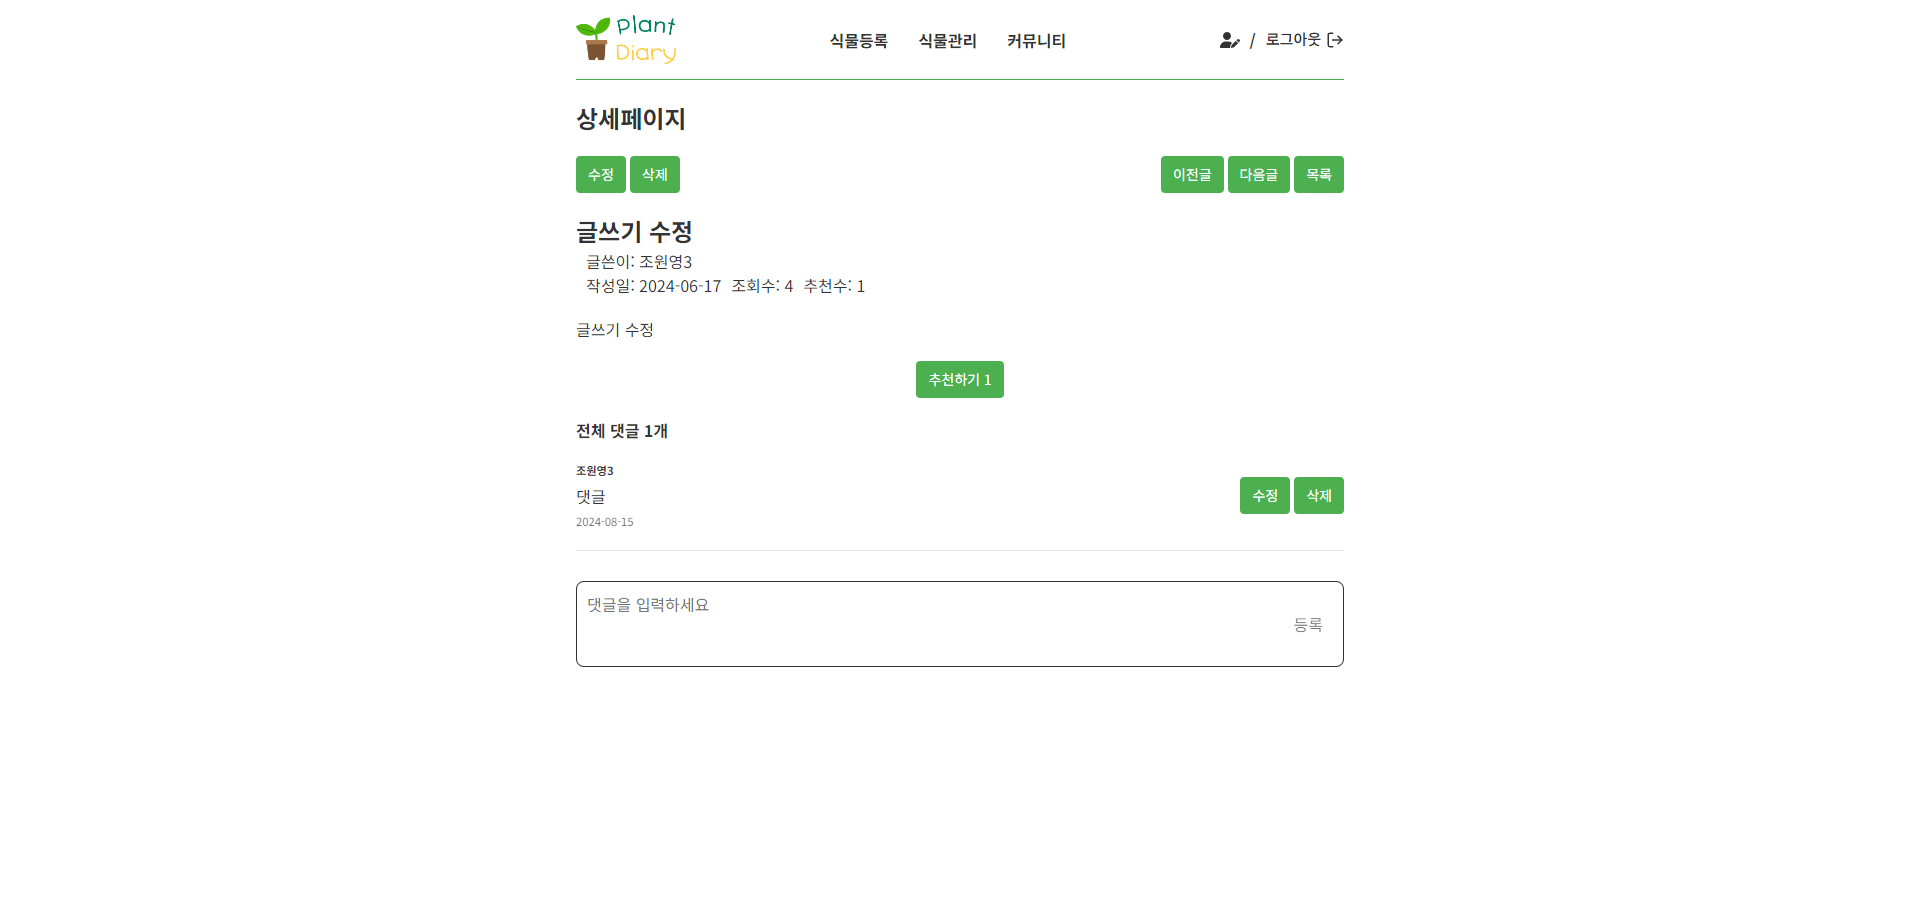 Plant
Diary
식물등록 식물관리 커뮤니티 / 로그아웃
상세페이지
수정 삭제 이전글 다음글 목록
글쓰기 수정
글쓴이: 조원영3
작성일: 2024-06-17 조회수: 4 추천수: 1
글쓰기 수정
추천하기 1
전체 댓글 1개
조원영3
댓글
2024-08-15
수정 삭제
댓글을 입력하세요
등록